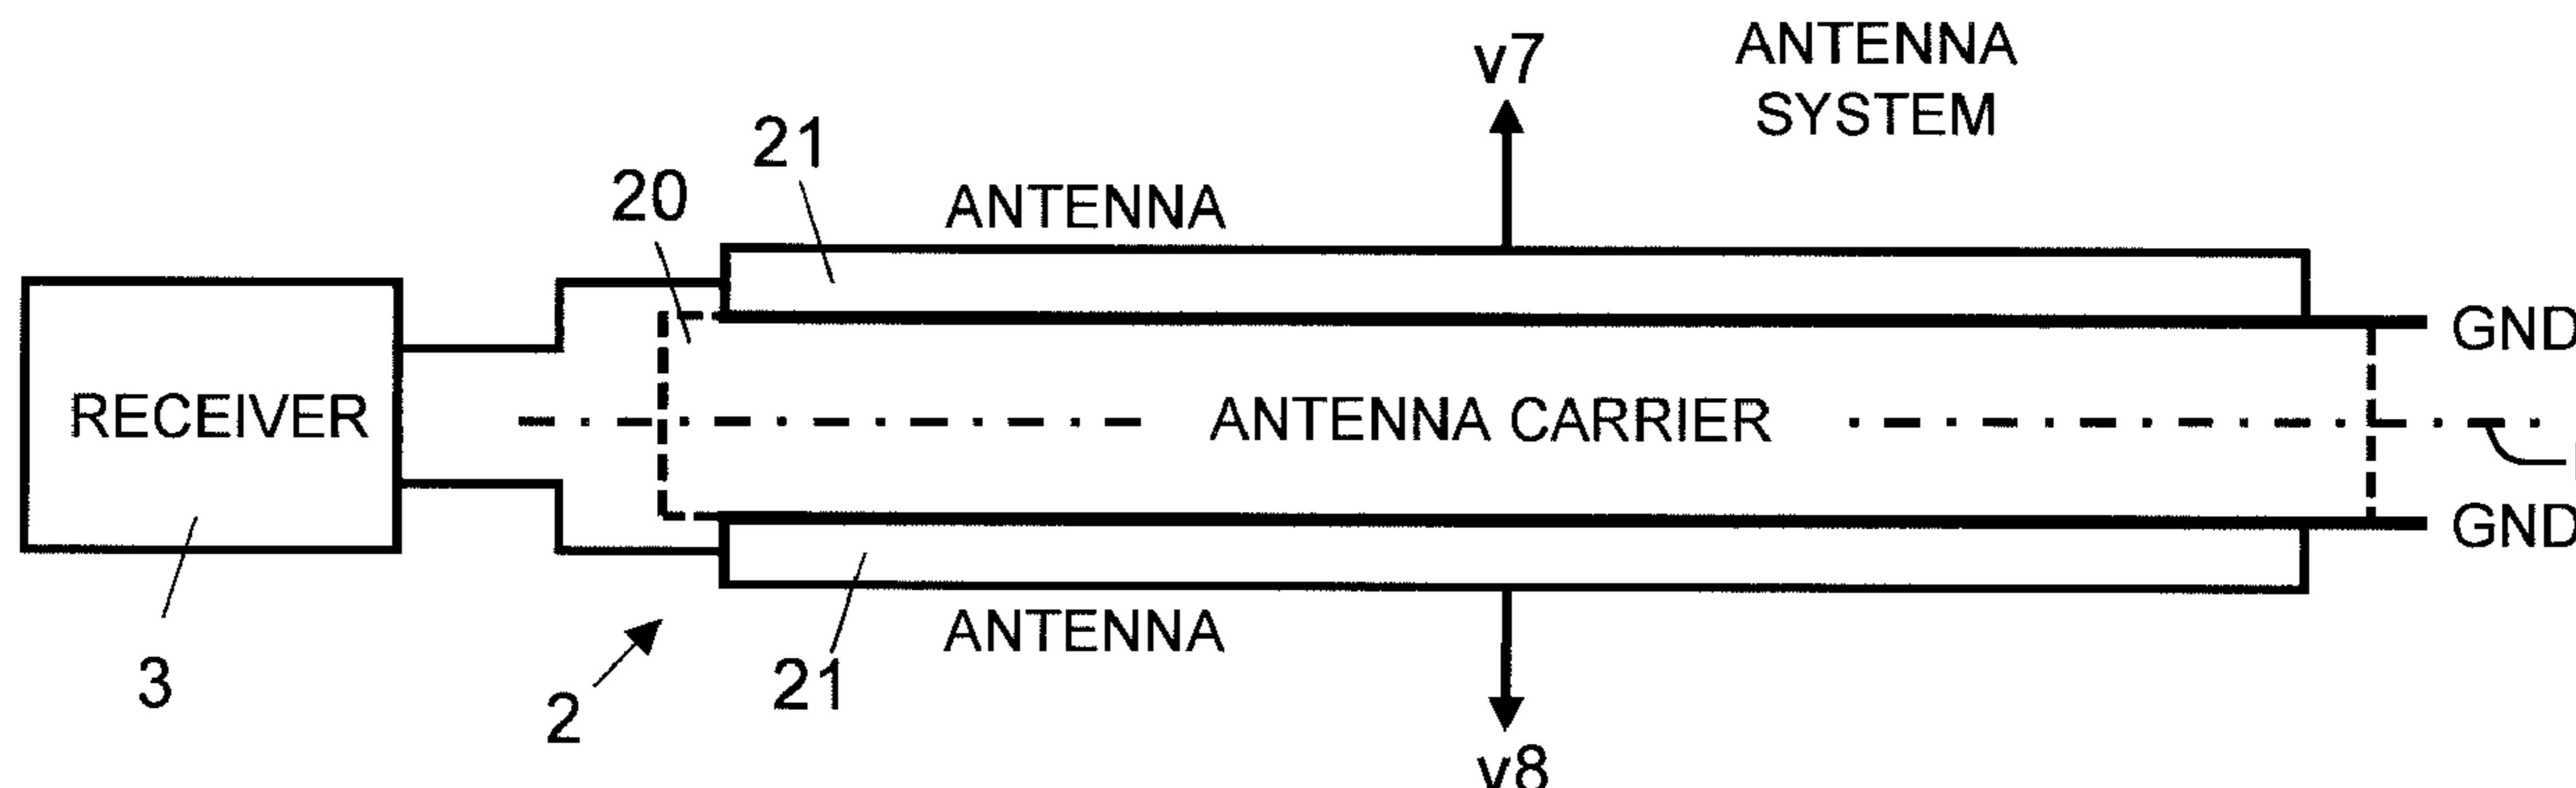 v7
ANTENNA
SYSTEM
21
20
ANTENNA
GND
RECEIVER
ANTENNA CARRIER
GND
ANTENNA
3
2
21
v8